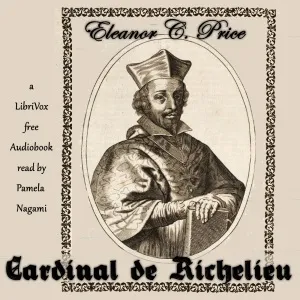 Eleanor C. Price
a
LibriVox
free
Audiobook
read by
Pamela
Nagami
Cardinal de Richelieu